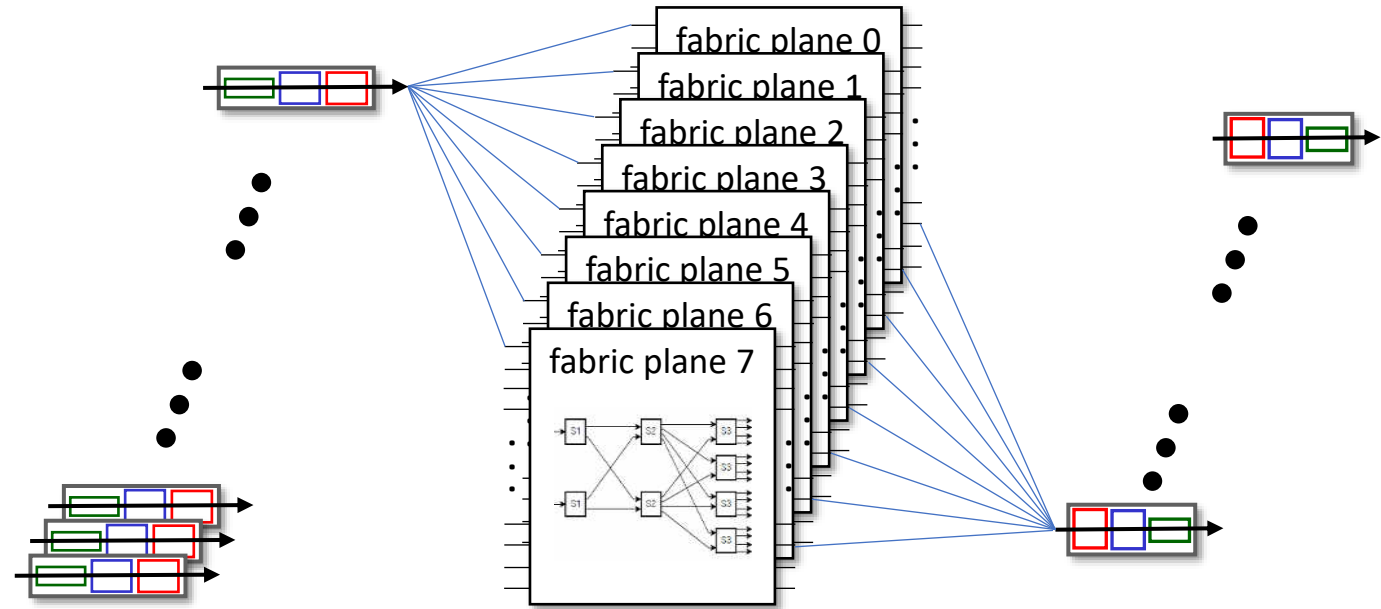 fabric plane 0
fabric plane 1
fabric plane 2
fabric plane 3
fabric plane 4
fabric plane 5
fabric plane 6
fabric plane 7
S1 S2 S3
S3
S1 S2 S3
S3